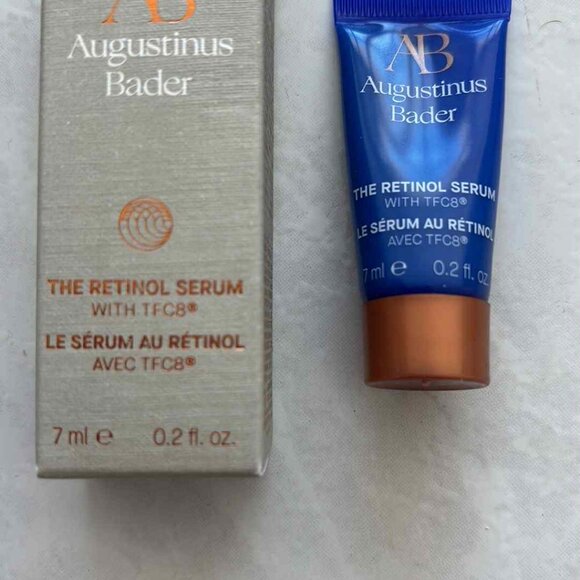 AB
Augustinus
Bader
THE RETINOL SERUM
WITH TFC8®
LE SÉRUM AU RÉTINOL
AVEC TFC8®
7 ml e 0.2 fl. oz.
AB
Augustinus
Bader
THE RETINOL SERUM
WITH TFC8®
LE SÉRUM AU RÉTINOL
AVEC TFC8®
7 ml e 0.2 fl. oz.